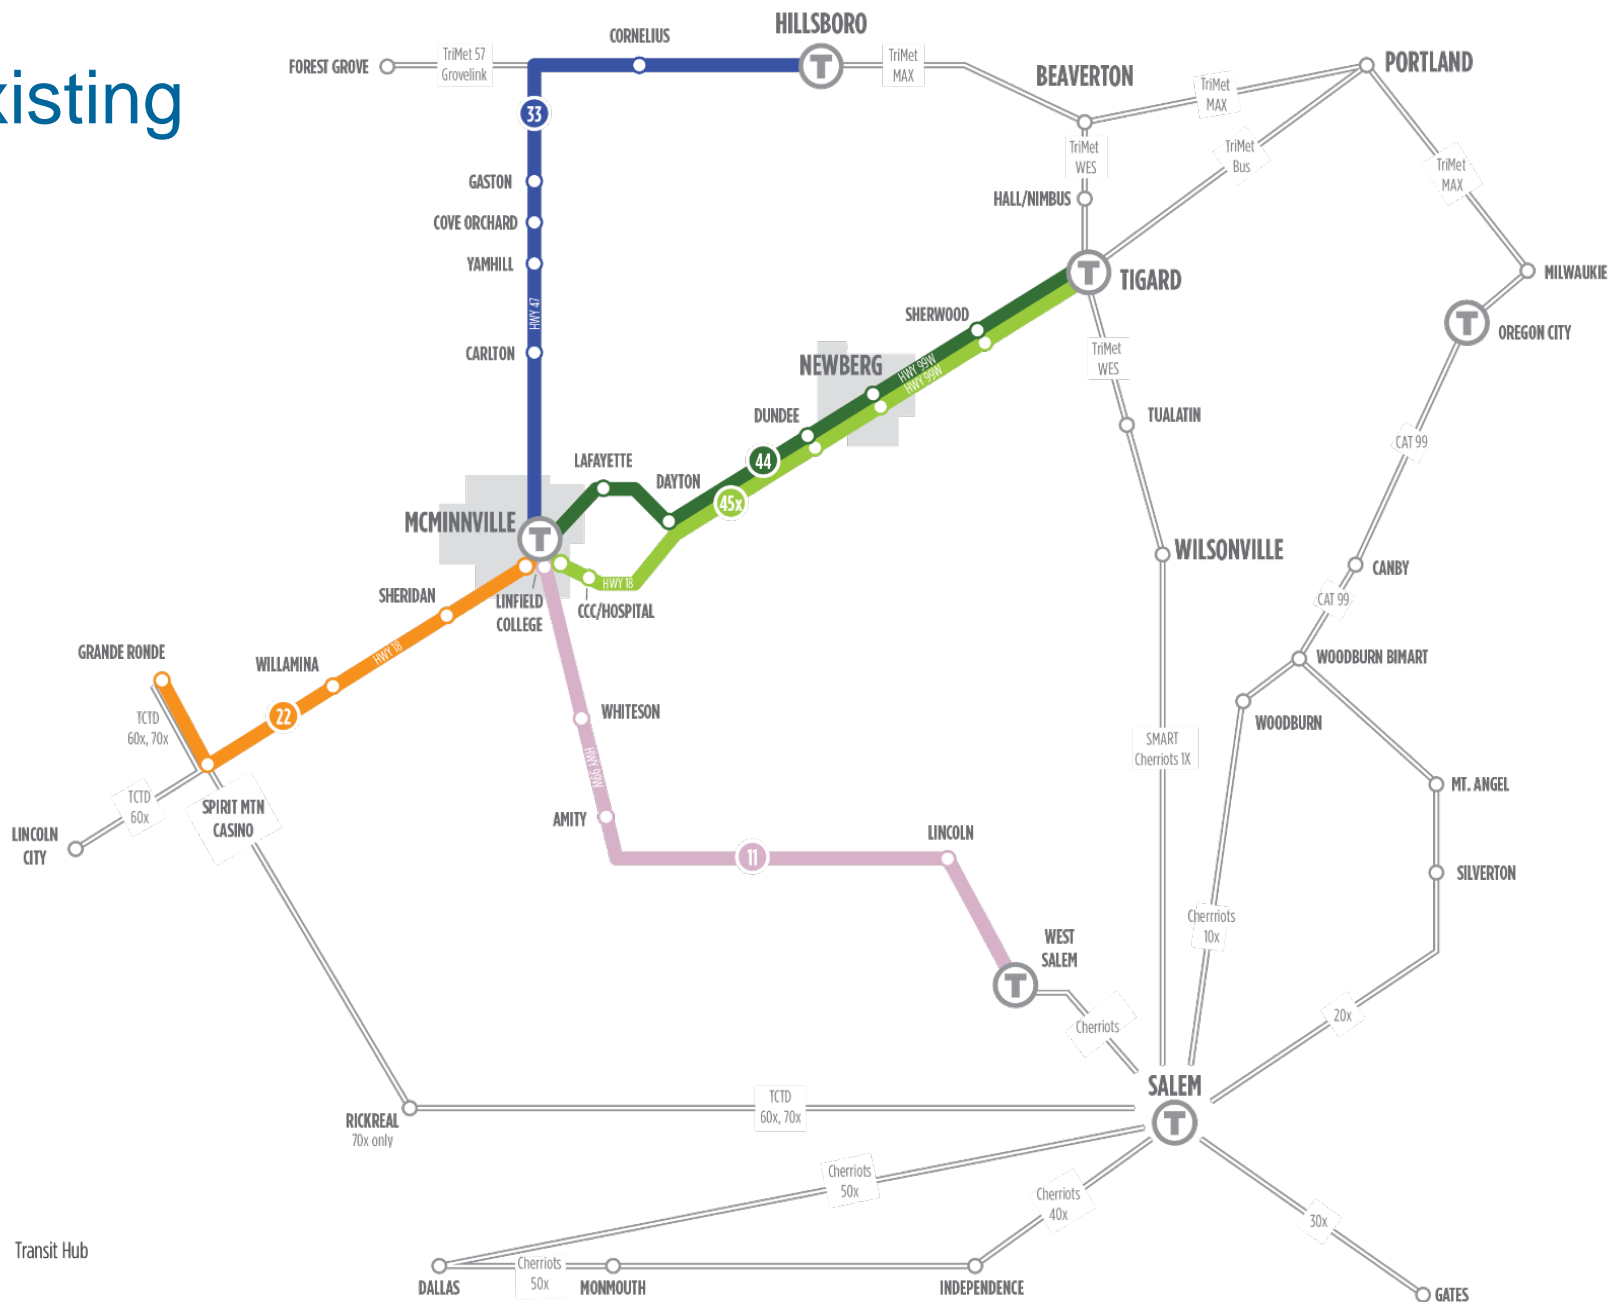 xisting
HILLSBORO
CORNELIUS
FOREST GROVE
TriMet 57
Grovelink
T
TriMet
MAX
BEAVERTON
PORTLAND
TriMet
MAX
33
TriMet
WES
TriMet
Bus
TriMet
MAX
GASTON
HALL/NIMBUS
COVE ORCHARD
YAMHILL
T
TIGARD
MILWAUKIE
HWY 47
SHERWOOD
T
OREGON CITY
CARLTON
NEWBERG
HWY 99W
HWY 99W
TriMet
WES
DUNDEE
TUALATIN
CAT 99
LAFAYETTE
44
DAYTON
45x
MCMINNVILLE
T
WILSONVILLE
CANBY
HWY 18
SHERIDAN
LINFIELD
COLLEGE
CCC/HOSPITAL
CAT 99
GRANDE RONDE
WILLAMINA
HWY 18
WOODBURN BIMART
22
TCTD
60x, 70x
WHITESON
WOODBURN
HWY 99W
SMART
Cherriots 1X
TCTD
60x
SPIRIT MTN
CASINO
MT. ANGEL
LINCOLN
CITY
AMITY
11
LINCOLN
SILVERTON
Cherrriots
10x
WEST
SALEM
T
Cherriots
20x
SALEM
T
TCTD
60x, 70x
RICKREAL
70x only
Cherriots
50x
Cherriots
40x
30x
Transit Hub
Cherriots
50x
DALLAS
MONMOUTH
INDEPENDENCE
GATES